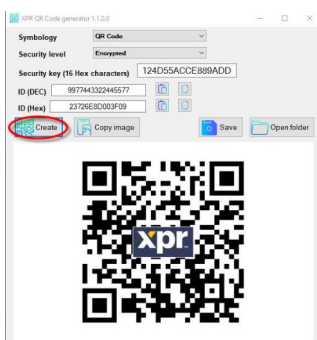 XPR QR Code generator 1.1.0.0
Symbology QR Code
Security level Encrypted
Security key (16 Hex characters) 124D55ACCE889ADD
ID (DEC) 9977443322445577
ID (Hex) 23726E8D003F09
Create Copy image Save Open folder
xpr